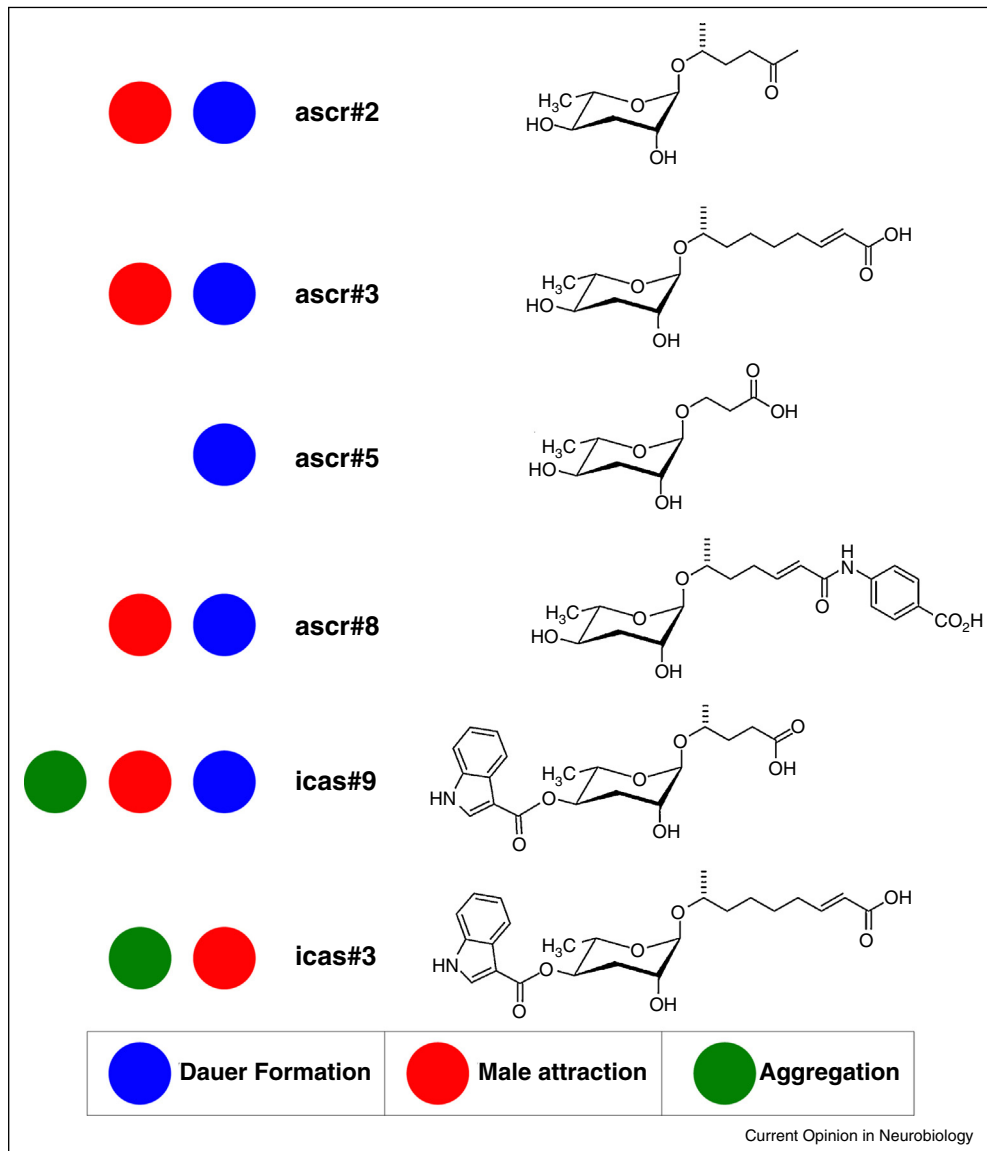 ascr#2
O
O
O
H3C
HO
OH
ascr#3
O
OH
O
O
H3C
HO
OH
ascr#5
O
O
OH
O
H3C
HO
OH
ascr#8
H
N
O
O
CO2H
O
H3C
HO
OH
icas#9
O
O
OH
HN
O
H3C
O
OH
O
icas#3
OH
O
O
HN
O
H3C
O
OH
O
Dauer Formation Male attraction Aggregation
Current Opinion in Neurobiology